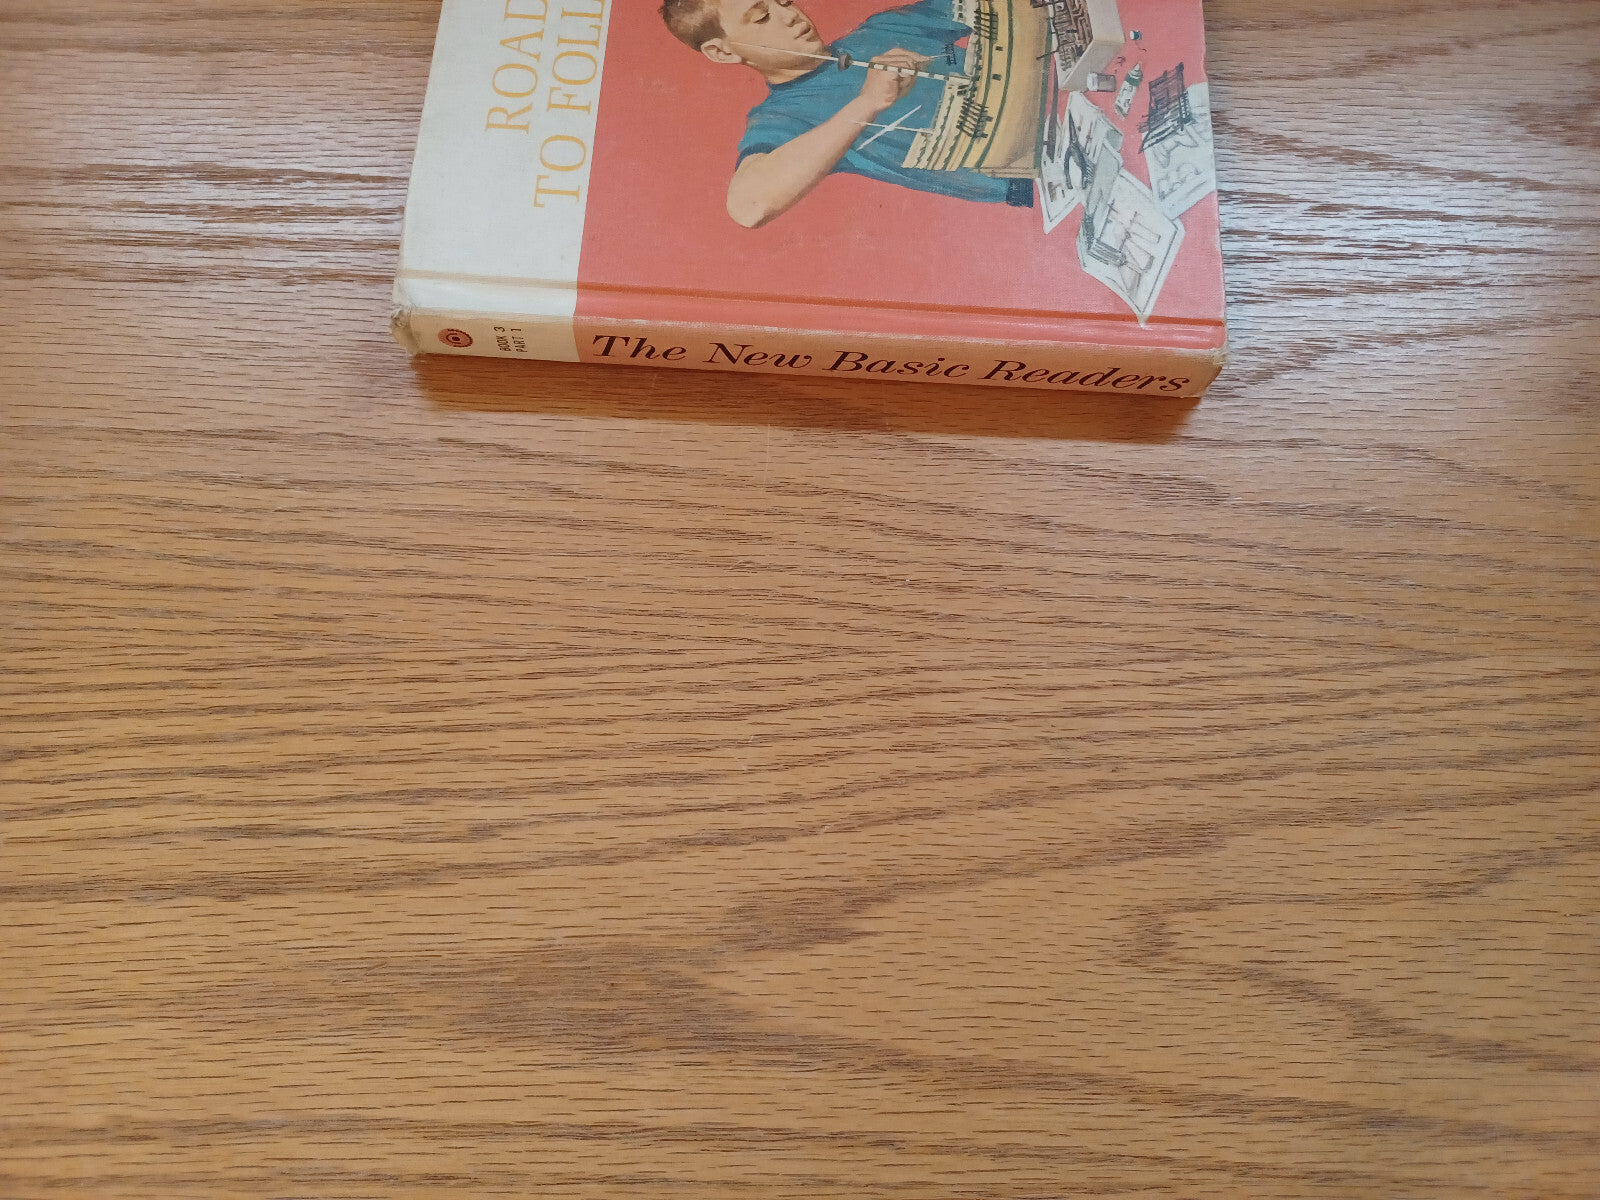 ROAD
TO FOLL
BOOK 3
PART 1
The New Basic Readers